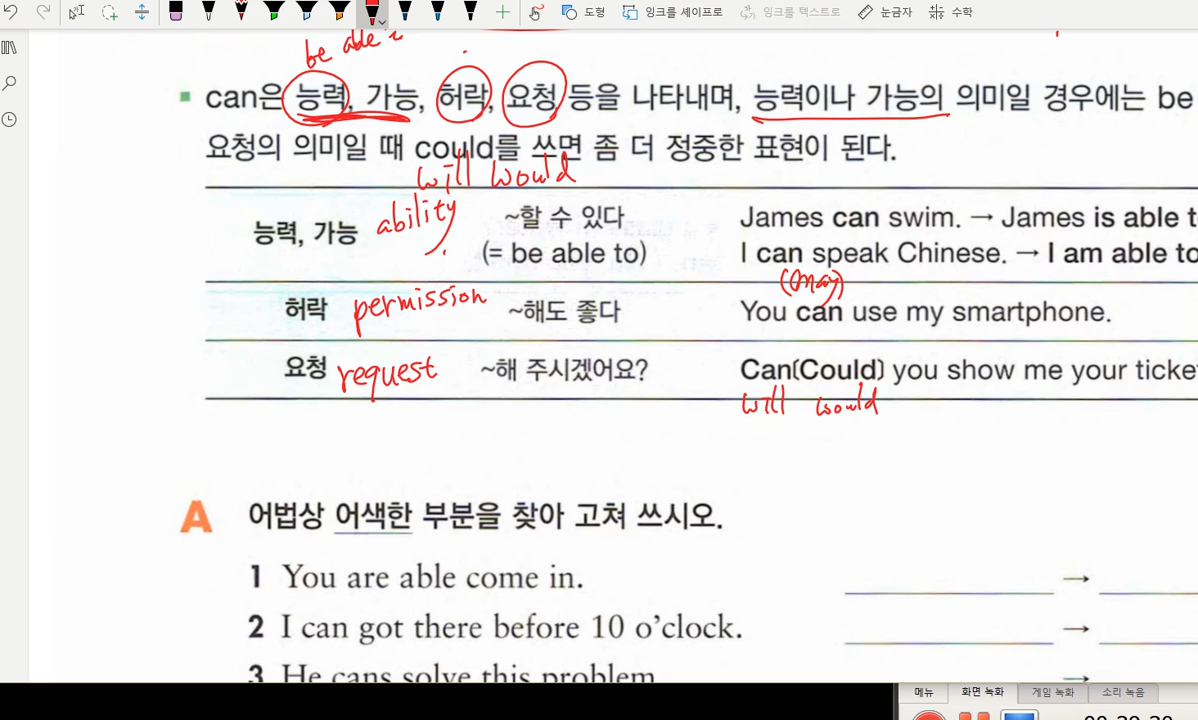 도형 잉크를 셰이프로 잉크를 텍스트로 눈금자 수학
be able
can은 능력, 가능, 허락, 요청 등을 나타내며, 능력이나 가능의 의미일 경우에는 be
요청의 의미일 때 could를 쓰면 좀 더 정중한 표현이 된다.
will would
능력, 가능 ability ~할 수 있다 James can swim. → James is able t
(= be able to) I can speak Chinese. → I am able to
(may)
허락 permission ~해도 좋다 You can use my smartphone.
요청 request ~해 주시겠어요? Can(Could) you show me your ticke
will would
A 어법상 어색한 부분을 찾아 고쳐 쓰시오.
1 You are able come in. →
2 I can got there before 10 o'clock. →
3 He cans solve this problem →
메뉴 화면 녹화 게임 녹화 소리 녹음